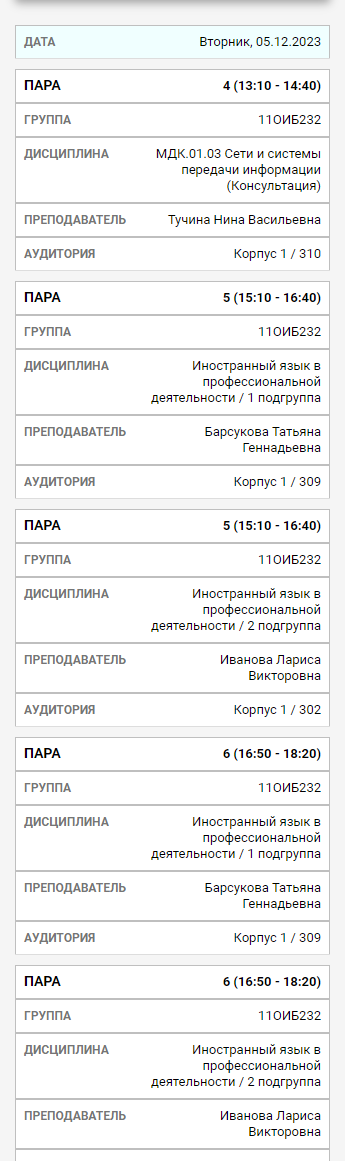 ДАТА Вторник, 05.12.2023
ПАРА 4 (13:10 - 14:40)
ГРУППА 11ОИБ232
ДИСЦИПЛИНА МДК.01.03 Сети и системы
передачи информации
(Консультация)
ПРЕПОДАВАТЕЛЬ Тучина Нина Васильевна
АУДИТОРИЯ Корпус 1 / 310
ПАРА 5 (15:10 - 16:40)
ГРУППА 11ОИБ232
ДИСЦИПЛИНА Иностранный язык в
профессиональной
деятельности / 1 подгруппа
ПРЕПОДАВАТЕЛЬ Барсукова Татьяна
Геннадьевна
АУДИТОРИЯ Корпус 1 / 309
ПАРА 5 (15:10 - 16:40)
ГРУППА 11ОИБ232
ДИСЦИПЛИНА Иностранный язык в
профессиональной
деятельности / 2 подгруппа
ПРЕПОДАВАТЕЛЬ Иванова Лариса
Викторовна
АУДИТОРИЯ Корпус 1 / 302
ПАРА 6 (16:50 - 18:20)
ГРУППА 11ОИБ232
ДИСЦИПЛИНА Иностранный язык в
профессиональной
деятельности / 1 подгруппа
ПРЕПОДАВАТЕЛЬ Барсукова Татьяна
Геннадьевна
АУДИТОРИЯ Корпус 1 / 309
ПАРА 6 (16:50 - 18:20)
ГРУППА 11ОИБ232
ДИСЦИПЛИНА Иностранный язык в
профессиональной
деятельности / 2 подгруппа
ПРЕПОДАВАТЕЛЬ Иванова Лариса
Викторовна